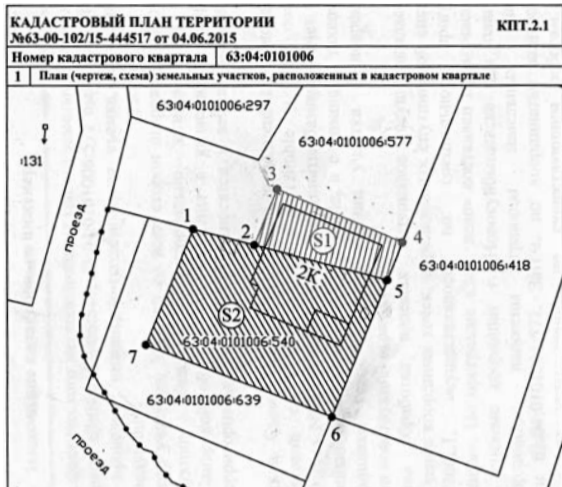 КАДАСТРОВЫЙ ПЛАН ТЕРРИТОРИИ
№63-00-102/15-444517 от 04.06.2015
КПТ.2.1
Номер кадастрового квартала 63:04:0101006
1 План (чертеж, схема) земельных участков, расположенных в кадастровом квартале
63:04:0101006:297
63:04:0101006:577
:131
3
проезд
1
2
S1
4
2К
63:04:0101006:418
5
S2
63:04:0101006:540
7
63:04:0101006:639
6
проезд